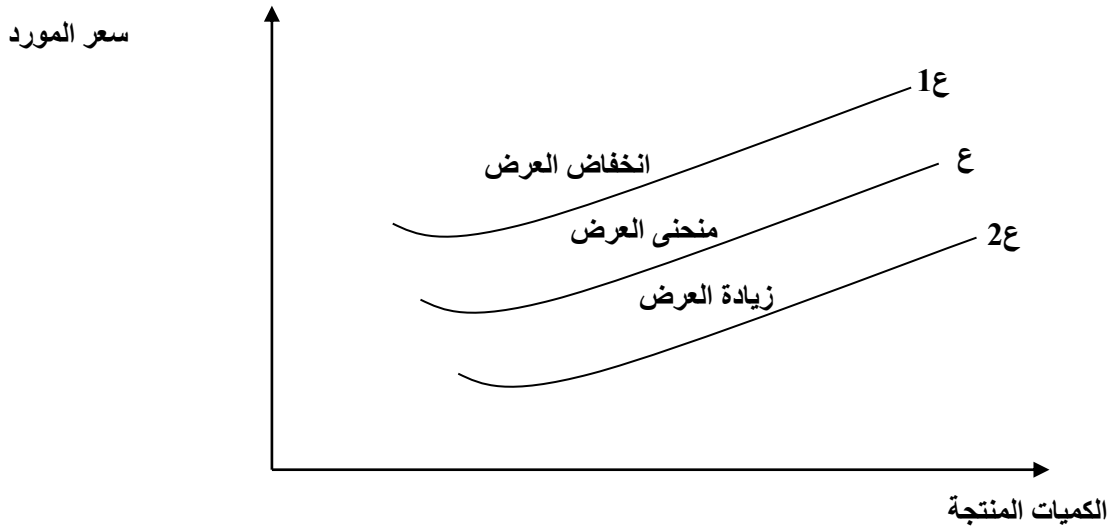 سعر المورد
ع1
انخفاض العرض
ع
منحنى العرض
ع2
زيادة العرض
الكميات المنتجة